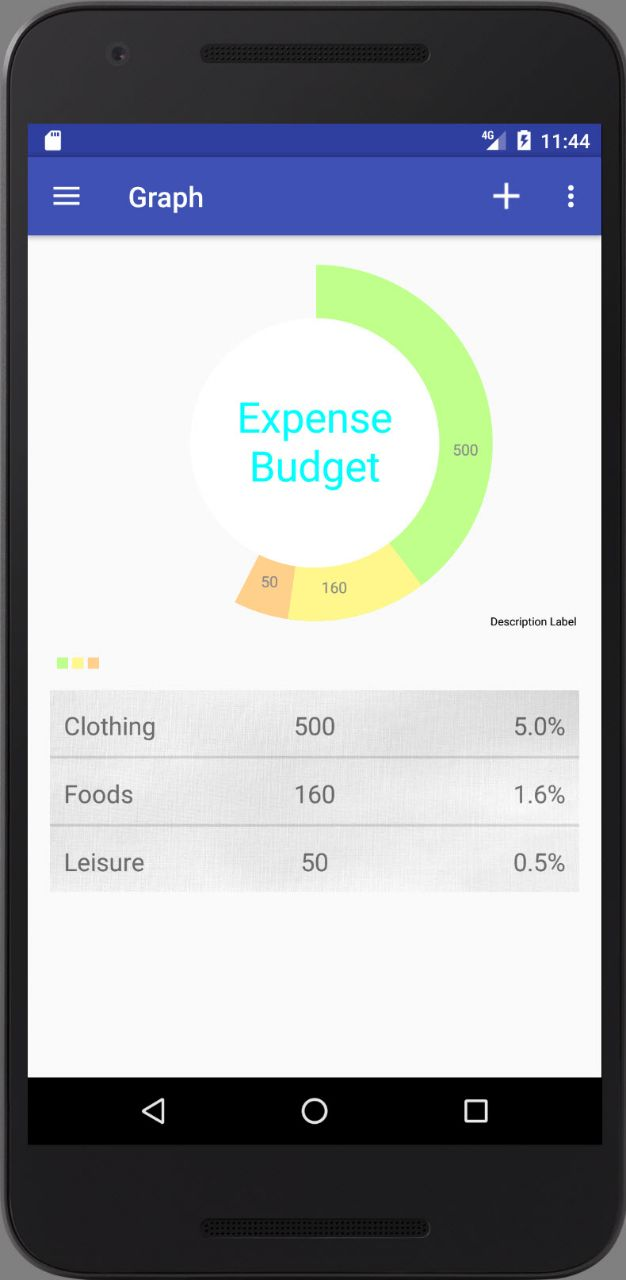 4G 11:44
Graph
Expense
Budget
500
50
160
Description Label
Clothing 500 5.0%
Foods 160 1.6%
Leisure 50 0.5%